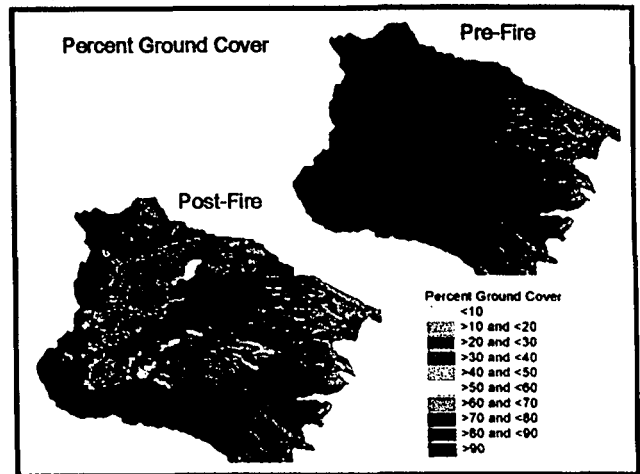 Percent Ground Cover
Pre-Fire
Post-Fire
Percent Ground Cover
<10
>10 and <20
>20 and <30
>30 and <40
>40 and <50
>50 and <60
>60 and <70
>70 and <80
>80 and <90
>90